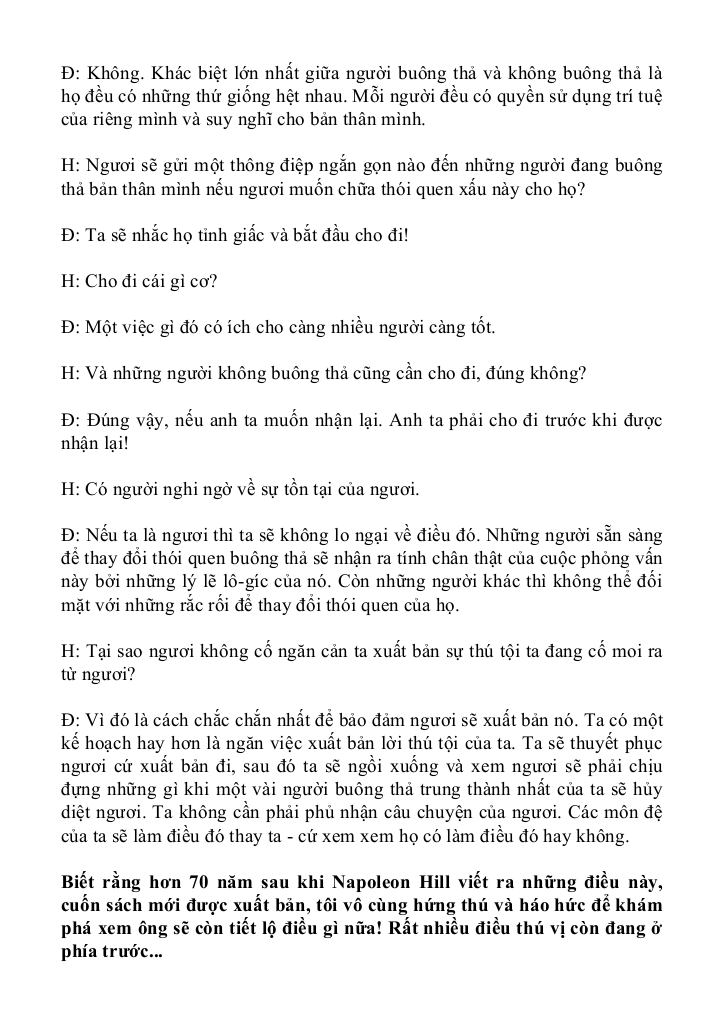 Đ: Không. Khác biệt lớn nhất giữa người buông thả và không buông thả là
họ đều có những thứ giống hệt nhau. Mỗi người đều có quyền sử dụng trí tuệ
của riêng mình và suy nghĩ cho bản thân mình.
H: Ngươi sẽ gửi một thông điệp ngắn gọn nào đến những người đang buông
thả bản thân mình nếu ngươi muốn chữa thói quen xấu này cho họ?
Đ: Ta sẽ nhắc họ tỉnh giấc và bắt đầu cho đi!
H: Cho đi cái gì cơ?
Đ: Một việc gì đó có ích cho càng nhiều người càng tốt.
H: Và những người không buông thả cũng cần cho đi, đúng không?
Đ: Đúng vậy, nếu anh ta muốn nhận lại. Anh ta phải cho đi trước khi được
nhận lại!
H: Có người nghi ngờ về sự tồn tại của ngươi.
Đ: Nếu ta là ngươi thì ta sẽ không lo ngại về điều đó. Những người sẵn sàng
để thay đổi thói quen buông thả sẽ nhận ra tính chân thật của cuộc phỏng vấn
này bởi những lý lẽ lô-gíc của nó. Còn những người khác thì không thể đối
mặt với những rắc rối để thay đổi thói quen của họ.
H: Tại sao ngươi không cố ngăn cản ta xuất bản sự thú tội ta đang cố moi ra
từ ngươi?
Đ: Vì đó là cách chắc chắn nhất để bảo đảm ngươi sẽ xuất bản nó. Ta có một
kế hoạch hay hơn là ngăn việc xuất bản lời thú tội của ta. Ta sẽ thuyết phục
ngươi cứ xuất bản đi, sau đó ta sẽ ngồi xuống và xem ngươi sẽ phải chịu
đựng những gì khi một vài người buông thả trung thành nhất của ta sẽ hủy
diệt ngươi. Ta không cần phải phủ nhận câu chuyện của ngươi. Các môn đệ
của ta sẽ làm điều đó thay ta - cứ xem xem họ có làm điều đó hay không.
Biết rằng hơn 70 năm sau khi Napoleon Hill viết ra những điều này,
cuốn sách mới được xuất bản, tôi vô cùng hứng thú và háo hức để khám
phá xem ông sẽ còn tiết lộ điều gì nữa! Rất nhiều điều thú vị còn đang ở
phía trước...